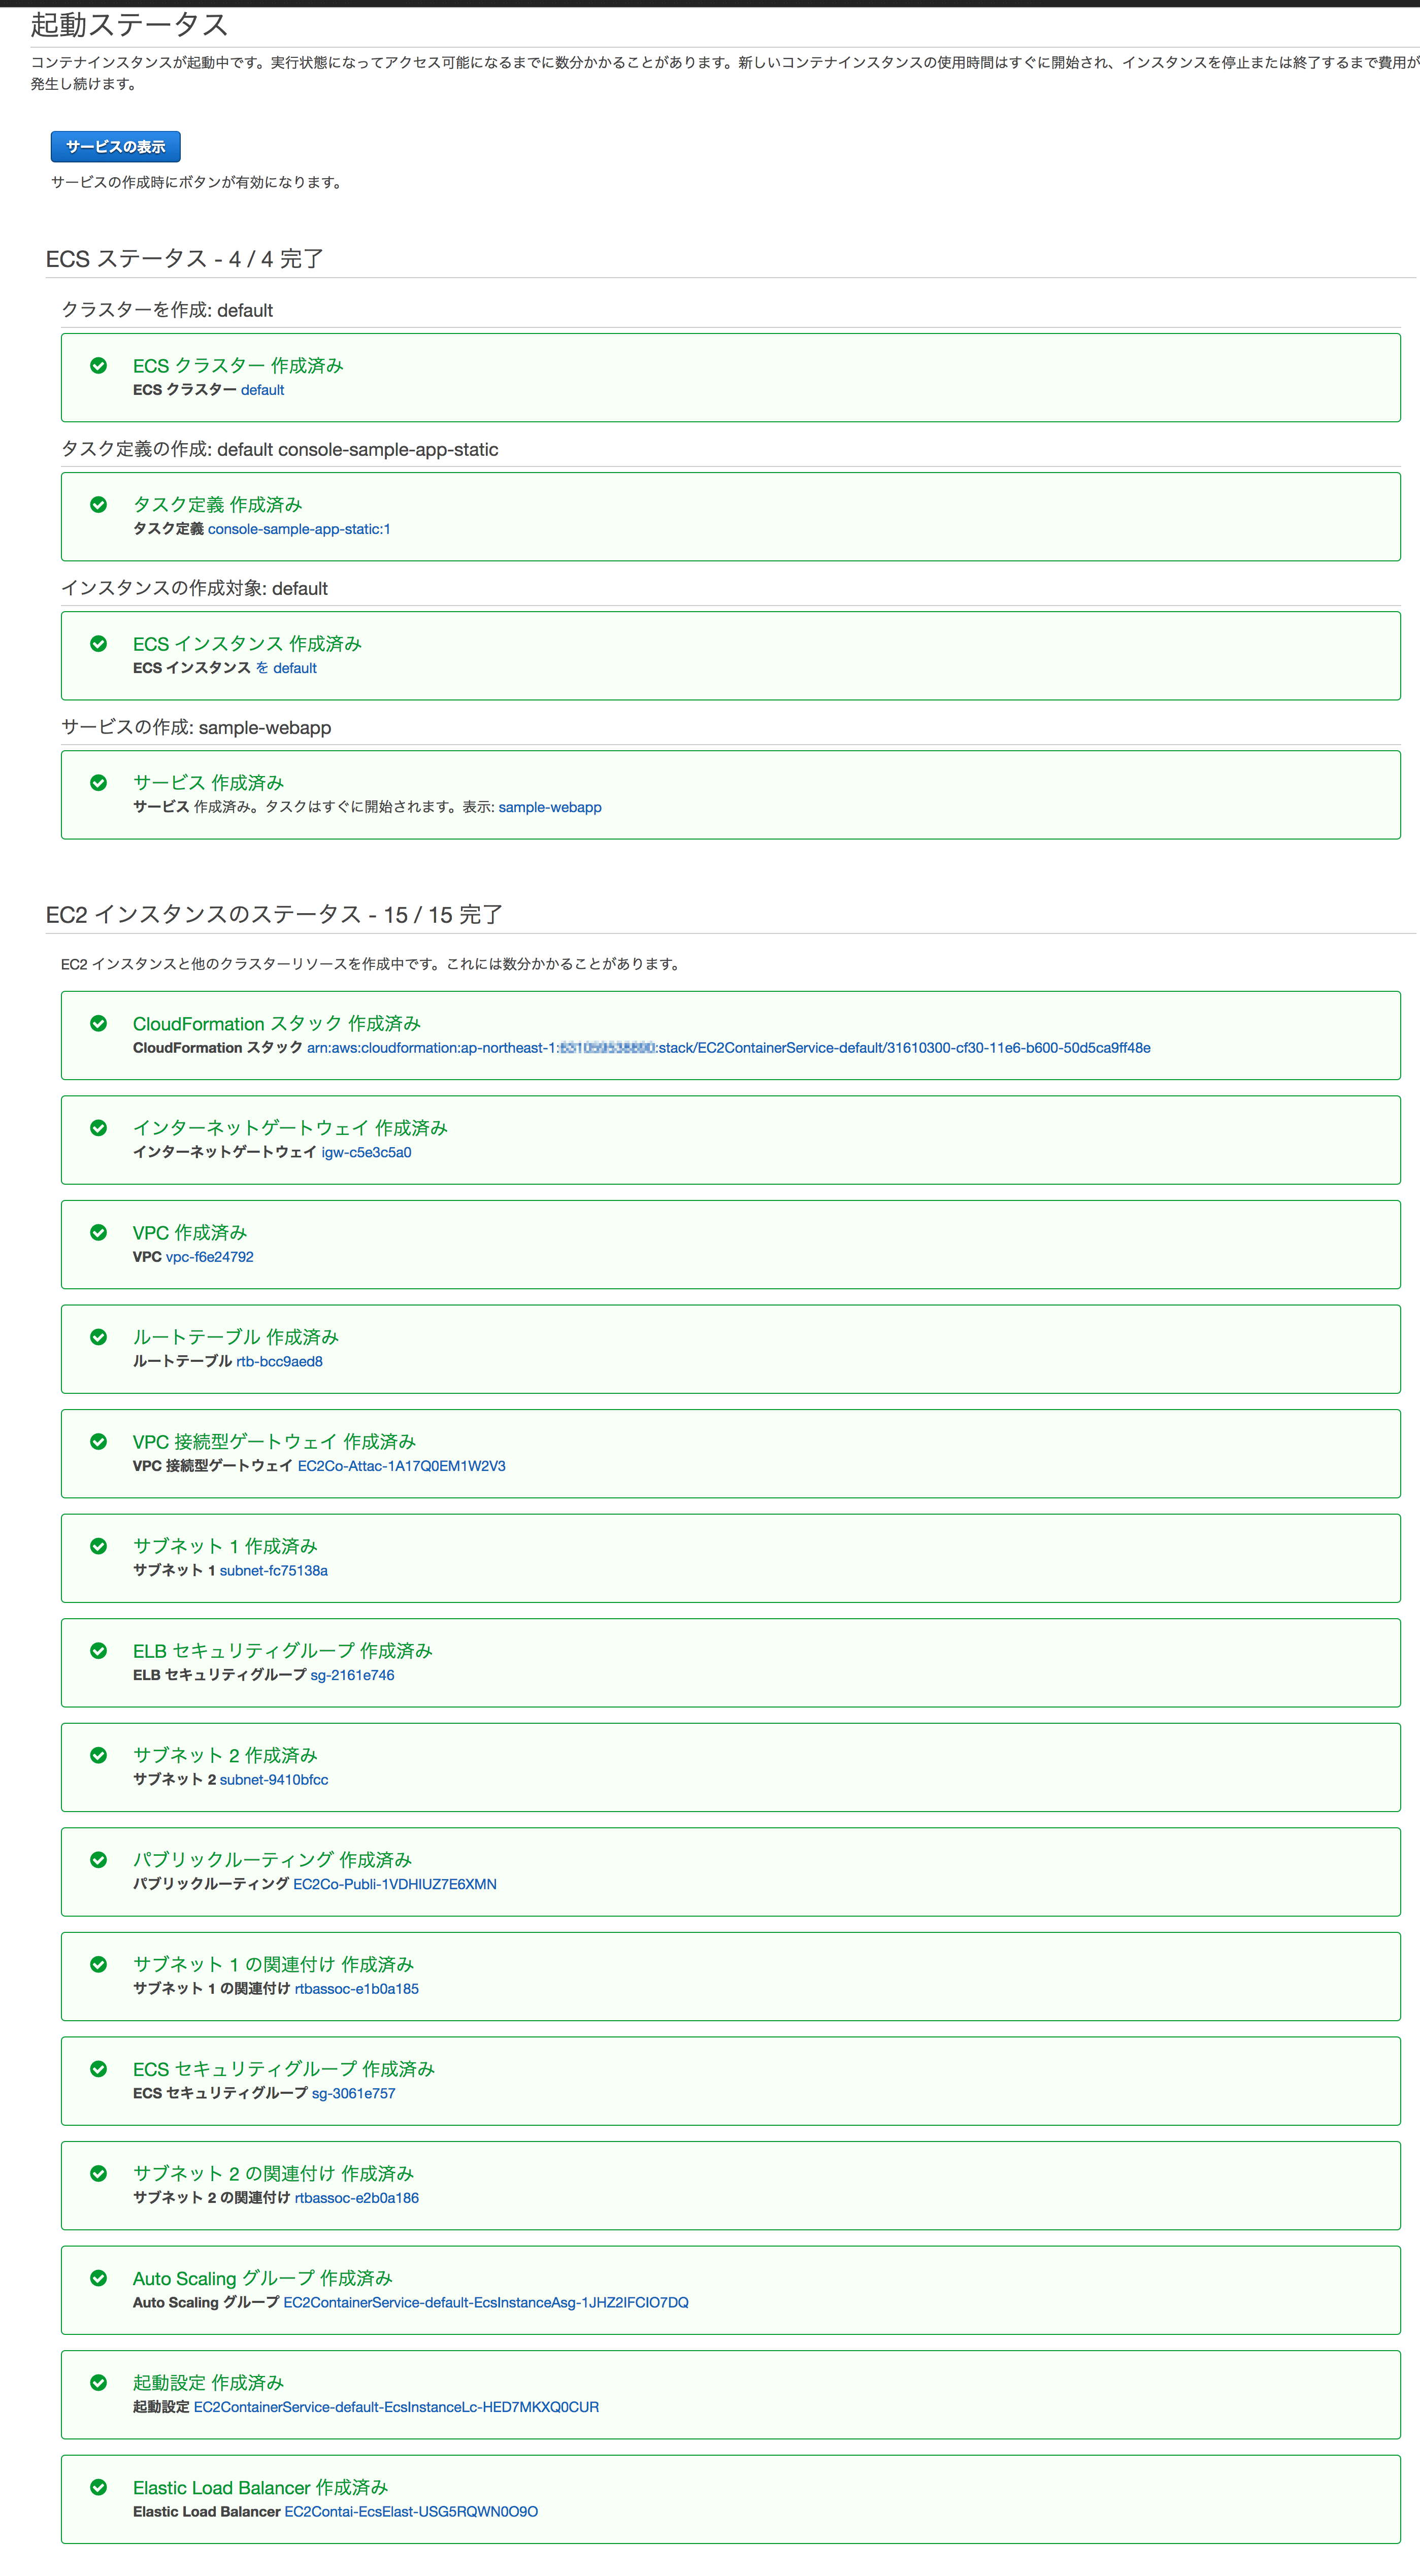 起動ステータス
コンテナインスタンスが起動中です。実行状態になってアクセス可能になるまでに数分かかることがあります。新しいコンテナインスタンスの使用時間はすぐに開始され、インスタンスを停止または終了するまで費用が
発生し続けます。
サービスの表示
サービスの作成時にボタンが有効になります。
ECS ステータス - 4 / 4 完了
クラスターを作成: default
ECS クラスター 作成済み
ECS クラスター default
タスク定義の作成: default console-sample-app-static
タスク定義 作成済み
タスク定義 console-sample-app-static:1
インスタンスの作成対象: default
ECS インスタンス 作成済み
ECS インスタンス を default
サービスの作成: sample-webapp
サービス 作成済み
サービス 作成済み。タスクはすぐに開始されます。表示: sample-webapp
EC2 インスタンスのステータス - 15 / 15 完了
EC2 インスタンスと他のクラスターリソースを作成中です。これには数分かかることがあります。
CloudFormation スタック 作成済み
CloudFormation スタック arn:aws:cloudformation:ap-northeast-1: :stack/EC2ContainerService-default/31610300-cf30-11e6-b600-50d5ca9ff48e
インターネットゲートウェイ 作成済み
インターネットゲートウェイ igw-c5e3c5a0
VPC 作成済み
VPC vpc-f6e24792
ルートテーブル 作成済み
ルートテーブル rtb-bcc9aed8
VPC 接続型ゲートウェイ 作成済み
VPC 接続型ゲートウェイ EC2Co-Attac-1A17Q0EM1W2V3
サブネット 1 作成済み
サブネット 1 subnet-fc75138a
ELB セキュリティグループ 作成済み
ELB セキュリティグループ sg-2161e746
サブネット 2 作成済み
サブネット 2 subnet-9410bfcc
パブリックルーティング 作成済み
パブリックルーティング EC2Co-Publi-1VDHIUZ7E6XMN
サブネット 1 の関連付け 作成済み
サブネット 1 の関連付け rtbassoc-e1b0a185
ECS セキュリティグループ 作成済み
ECS セキュリティグループ sg-3061e757
サブネット 2 の関連付け 作成済み
サブネット 2 の関連付け rtbassoc-e2b0a186
Auto Scaling グループ 作成済み
Auto Scaling グループ EC2ContainerService-default-EcsInstanceAsg-1JHZ2IFCIO7DQ
起動設定 作成済み
起動設定 EC2ContainerService-default-EcsInstanceLc-HED7MKXQ0CUR
Elastic Load Balancer 作成済み
Elastic Load Balancer EC2Contai-EcsElast-USG5RQWN0O9O